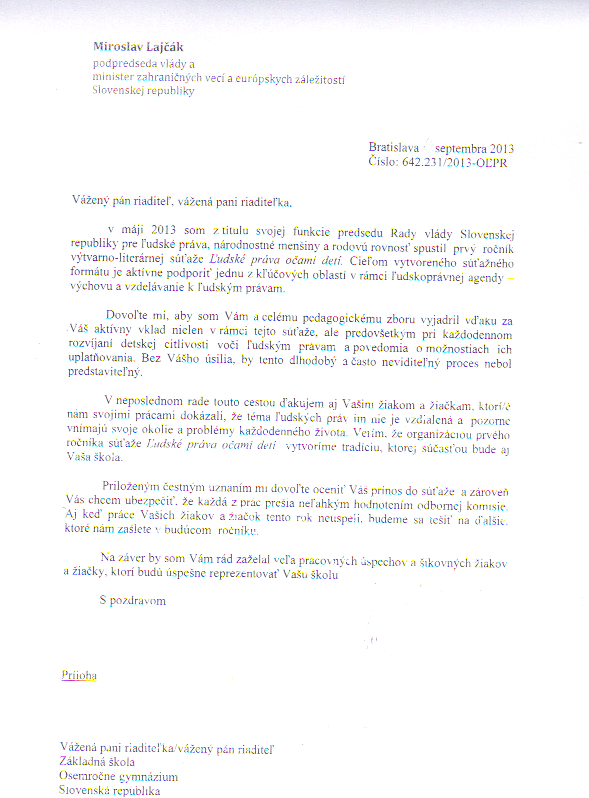 Miroslav Lajčák
podpredseda vlády a
minister zahraničných vecí a európskych záležitostí
Slovenskej republiky
Bratislava septembra 2013
Číslo: 642.231/2013-OĽPR
Vážený pán riaditeľ, vážená pani riaditeľka,
v máji 2013 som z titulu svojej funkcie predsedu Rady vlády Slovenskej
republiky pre ľudské práva, národnostné menšiny a rodovú rovnosť spustil prvý ročník
výtvarno-literárnej súťaže Ľudské práva očami detí. Cieľom vytvoreného súťažného
formátu je aktívne podporiť jednu z kľúčových oblastí v rámci ľudskoprávnej agendy –
výchovu a vzdelávanie k ľudským právam.
Dovoľte mi, aby som Vám a celému pedagogickému zboru vyjadril vďaku za
Váš aktívny vklad nielen v rámci tejto súťaže, ale predovšetkým pri každodennom
rozvíjaní detskej citlivosti voči ľudským právam a povedomia o možnostiach ich
uplatňovania. Bez Vášho úsilia, by tento dlhodobý a často neviditeľný proces nebol
predstaviteľný.
V neposlednom rade touto cestou ďakujem aj Vašim žiakom a žiačkam, ktorí/é
nám svojimi prácami dokázali, že téma ľudských práv im nie je vzdialená a pozorne
vnímajú svoje okolie a problémy každodenného života. Verím, že organizáciou prvého
ročníka súťaže Ľudské práva očami detí vytvoríme tradíciu, ktorej súčasťou bude aj
Vaša škola.
Priloženým čestným uznaním mi dovoľte oceniť Váš prínos do súťaže a zároveň
Vás chcem ubezpečiť, že každá z prác prešla neľahkým hodnotením odbornej komisie.
Aj keď práce Vašich žiakov a žiačok tento rok neuspeli, budeme sa tešiť na ďalšie,
ktoré nám zašlete v budúcom ročníku.
Na záver by som Vám rád zaželal veľa pracovných úspechov a šikovných žiakov
a žiačky, ktorí budú úspešne reprezentovať Vašu školu
S pozdravom
Príloha
Vážená pani riaditeľka/vážený pán riaditeľ
Základná škola
Osemročne gymnázium
Slovenská republika